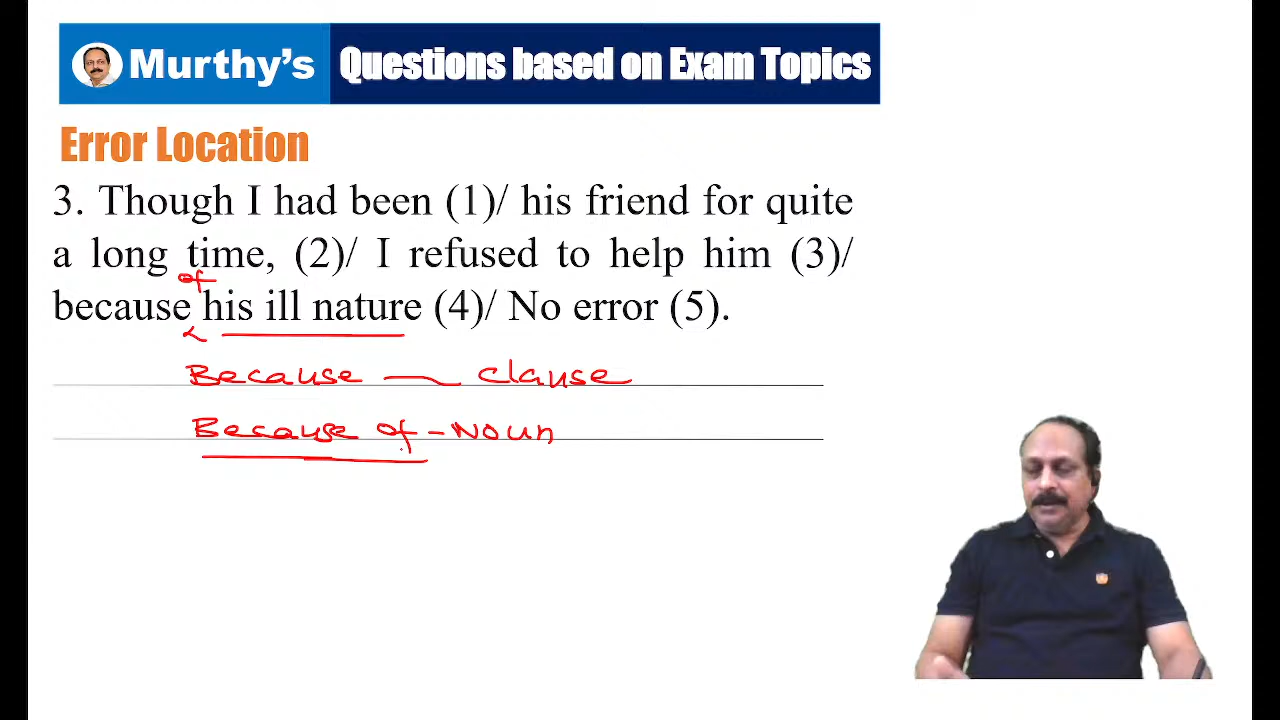 Murthy's Questions based on Exam Topics
Error Location
3. Though I had been (1)/ his friend for quite
a long time, (2)/ I refused to help him (3)/
of
because his ill nature (4)/ No error (5).
Because — clause
Because of - Noun